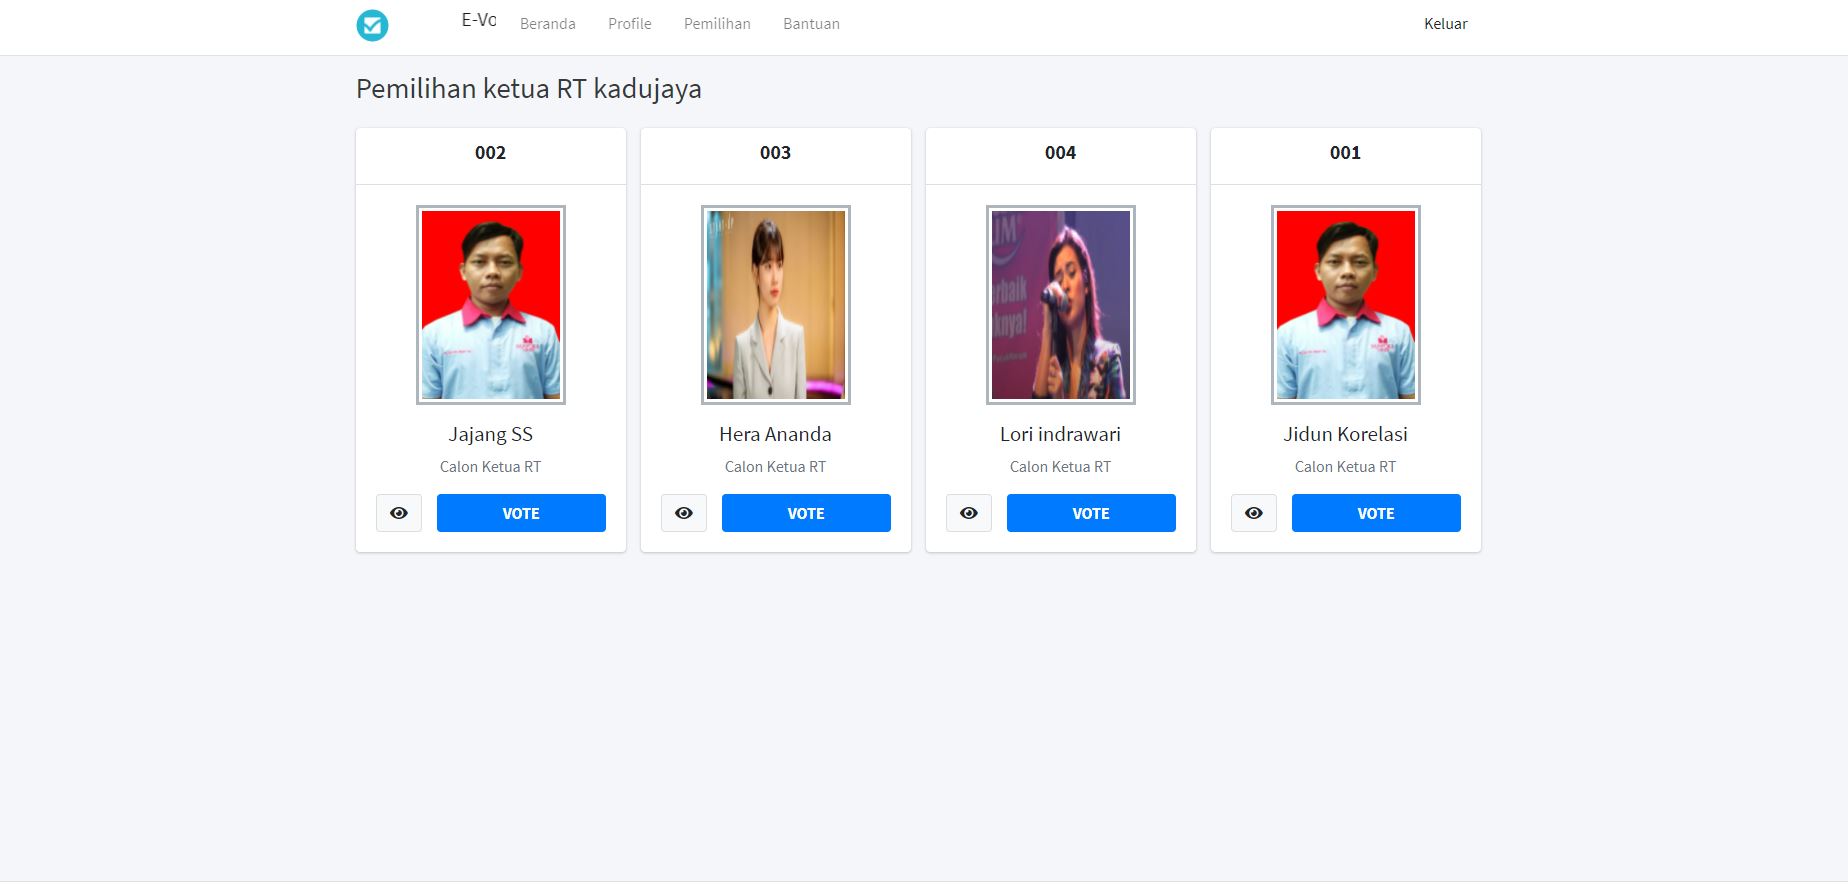 E-Vo
Beranda
Profile
Pemilihan
Bantuan
Keluar
Pemilihan ketua RT kadujaya
002
Jajang SS
Calon Ketua RT
VOTE
003
Hera Ananda
Calon Ketua RT
VOTE
004
erbaik
knya!
Lori indrawari
Calon Ketua RT
VOTE
001
Jidun Korelasi
Calon Ketua RT
VOTE